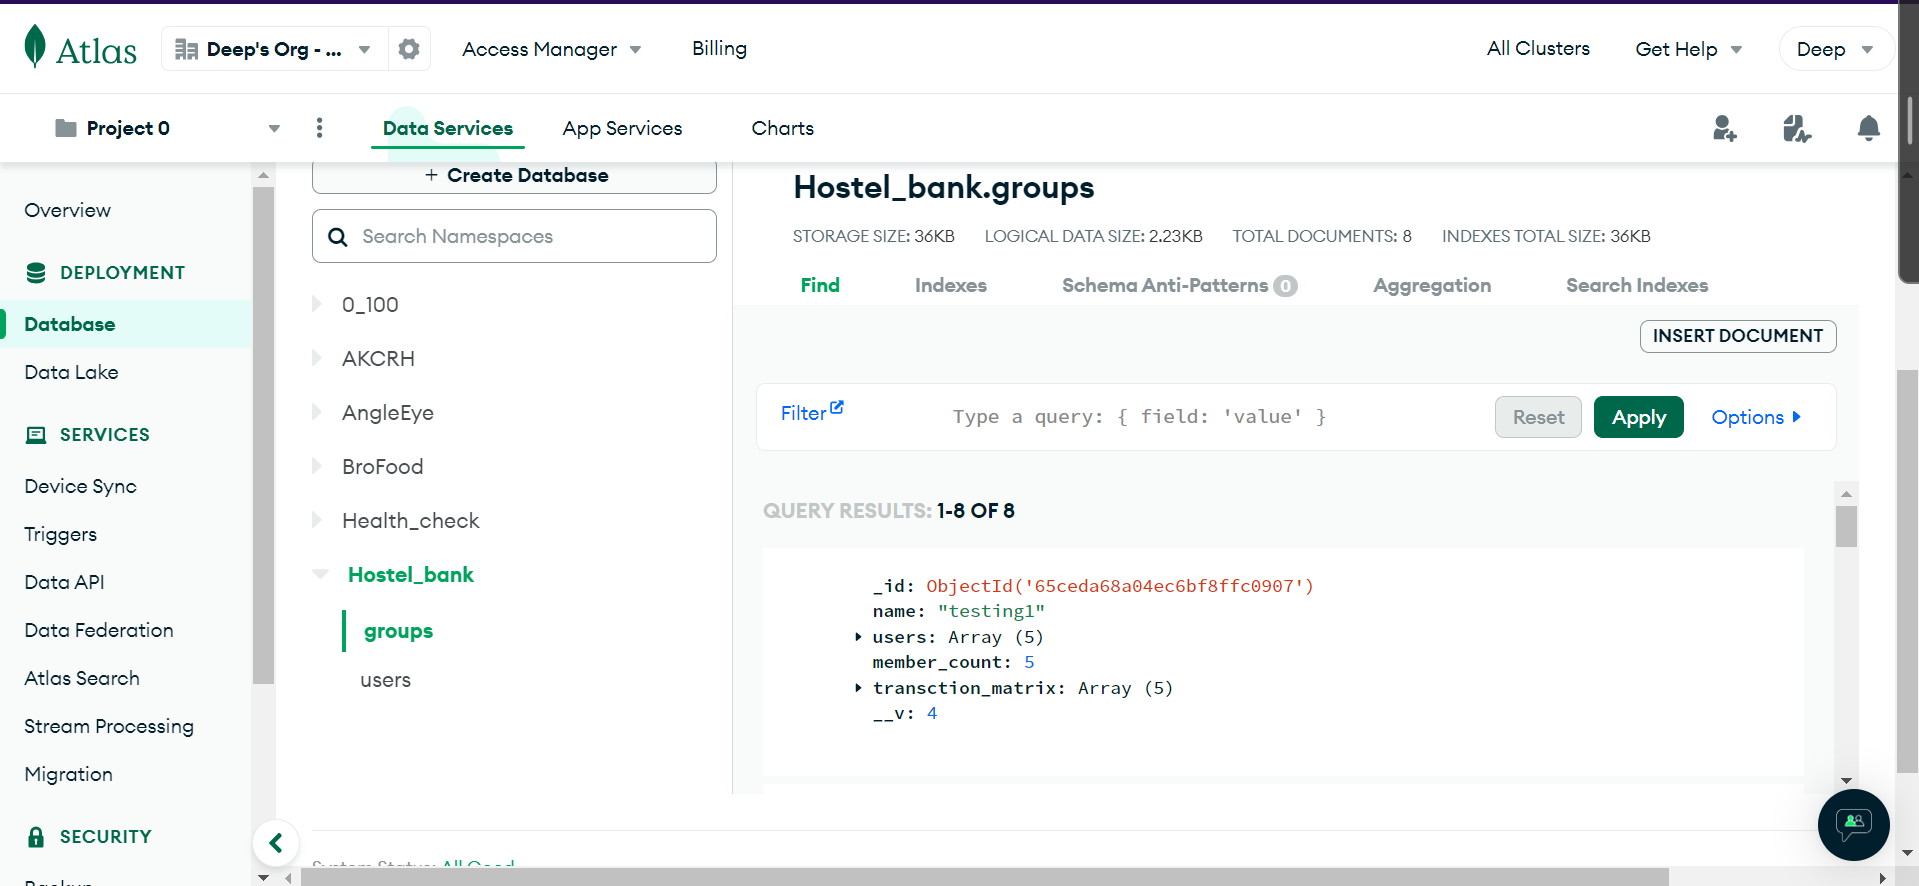 Atlas
Deep's Org - ...
Access Manager
Billing
All Clusters
Get Help
Deep
Project 0
Data Services
App Services
Charts
Overview
DEPLOYMENT
Database
Data Lake
SERVICES
Device Sync
Triggers
Data API
Data Federation
Atlas Search
Stream Processing
Migration
SECURITY
Backup
+ Create Database
Search Namespaces
0_100
AKCRH
AngleEye
BroFood
Health_check
Hostel_bank
groups
users
Hostel_bank.groups
STORAGE SIZE: 36KB LOGICAL DATA SIZE: 2.23KB TOTAL DOCUMENTS: 8 INDEXES TOTAL SIZE: 36KB
Find Indexes Schema Anti-Patterns 0 Aggregation Search Indexes
INSERT DOCUMENT
Filter Type a query: { field: 'value' } Reset Apply Options
QUERY RESULTS: 1-8 OF 8
_id: ObjectId('65ceda68a04ec6bf8ffc0907')
name: "testing1"
users: Array (5)
member_count: 5
transction_matrix: Array (5)
__v: 4
System Status: All Good